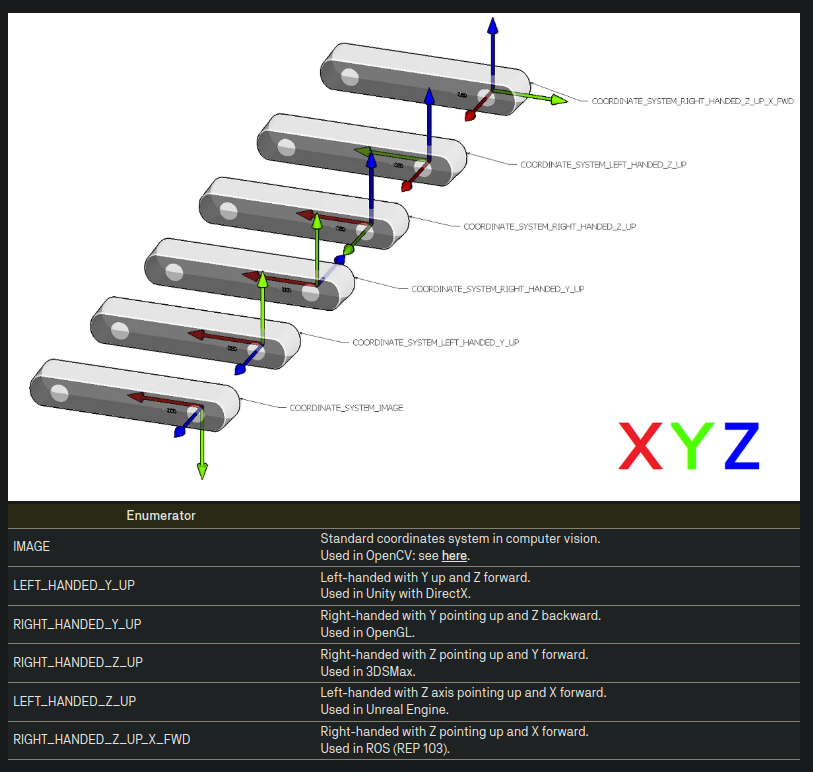 COORDINATE_SYSTEM_RIGHT_HANDED_Z_UP_X_FWD
COORDINATE_SYSTEM_LEFT_HANDED_Z_UP
COORDINATE_SYSTEM_RIGHT_HANDED_Z_UP
COORDINATE_SYSTEM_RIGHT_HANDED_Y_UP
COORDINATE_SYSTEM_LEFT_HANDED_Y_UP
COORDINATE_SYSTEM_IMAGE
XYZ
Enumerator
IMAGE
Standard coordinates system in computer vision.
Used in OpenCV: see here.
LEFT_HANDED_Y_UP
Left-handed with Y up and Z forward.
Used in Unity with DirectX.
RIGHT_HANDED_Y_UP
Right-handed with Y pointing up and Z backward.
Used in OpenGL.
RIGHT_HANDED_Z_UP
Right-handed with Z pointing up and Y forward.
Used in 3DSMax.
LEFT_HANDED_Z_UP
Left-handed with Z axis pointing up and X forward.
Used in Unreal Engine.
RIGHT_HANDED_Z_UP_X_FWD
Right-handed with Z pointing up and X forward.
Used in ROS (REP 103).